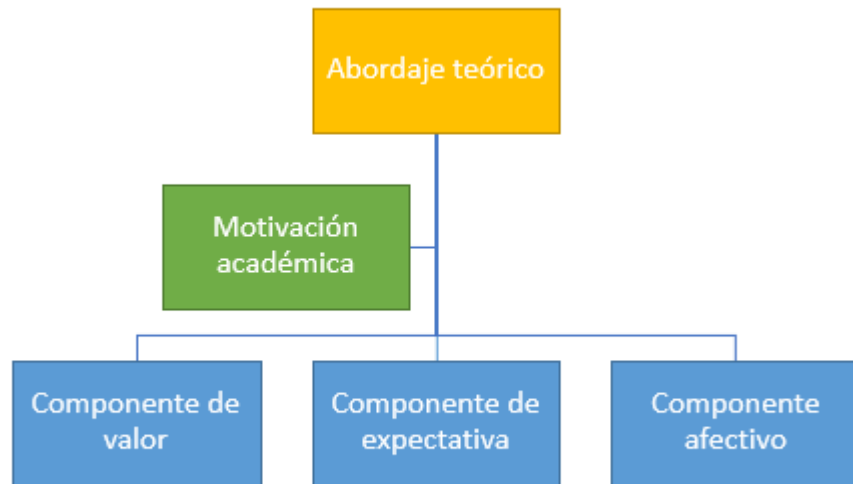 Abordaje teórico
Motivación
académica
Componente de
valor
Componente de
expectativa
Componente
afectivo